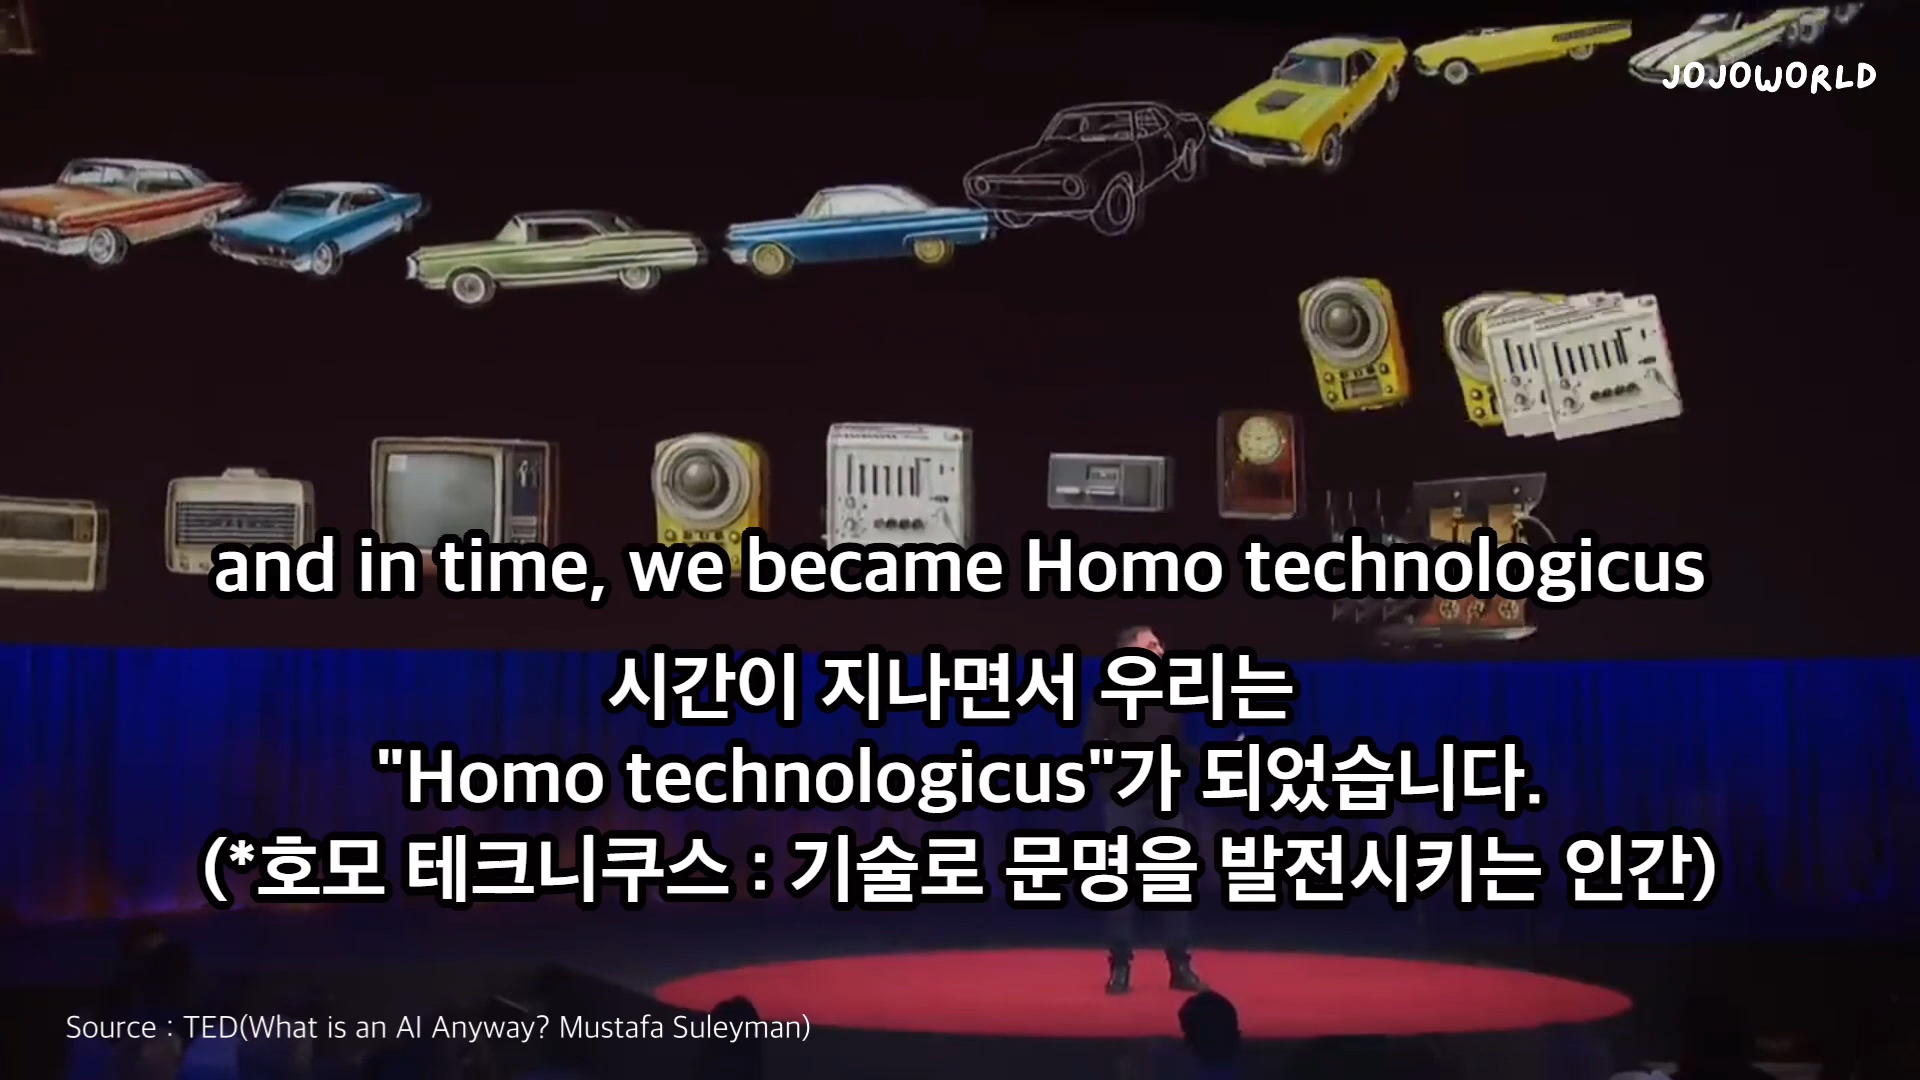 JOJOWORLD
and in time, we became Homo technologicus
시간이 지나면서 우리는
"Homo technologicus"가 되었습니다.
(*호모 테크니쿠스 : 기술로 문명을 발전시키는 인간)
Source : TED(What is an AI Anyway? Mustafa Suleyman)